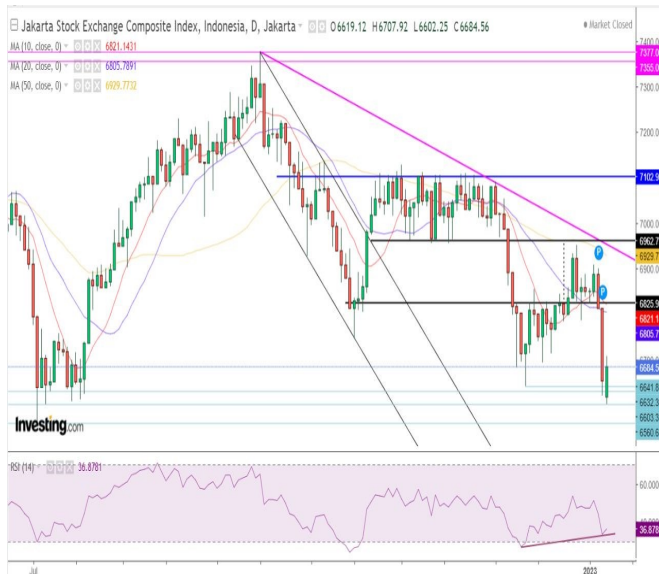 Jakarta Stock Exchange Composite Index, Indonesia, D, Jakarta O6619.12 H6707.92 L6602.25 C6684.56
Market Closed
MA (10, close, 0) 6821.1431
MA (20, close, 0) 6805.7891
MA (50, close, 0) 6929.7732
7400.0
7377.0
7355.0
7300.0
7200.0
7102.9
7000.0
6962.7
6929.7
P
6900.0
P
6825.9
6821.1
6805.7
6684.5
6641.8
6632.3
6603.3
6560.6
Investing.com
RSI (14) 36.8781
60.000
36.878
Jul
2023